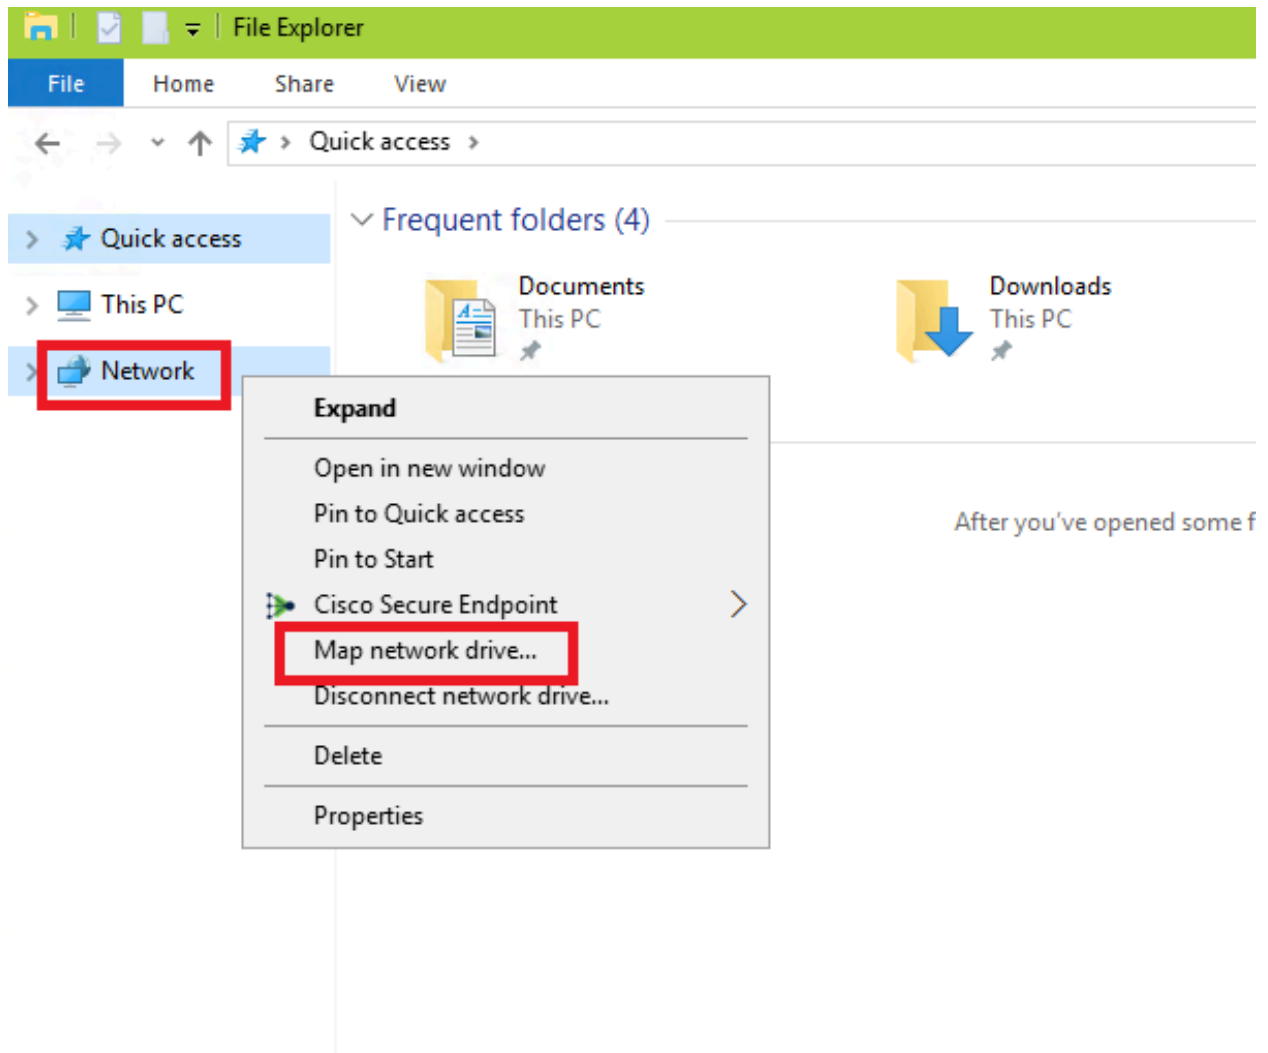 File Explorer
File Home Share View
Quick access
Quick access
This PC
Network
Frequent folders (4)
Documents
This PC
Downloads
This PC
Expand
Open in new window
Pin to Quick access
Pin to Start
Cisco Secure Endpoint
Map network drive...
Disconnect network drive...
Delete
Properties
After you've opened some f